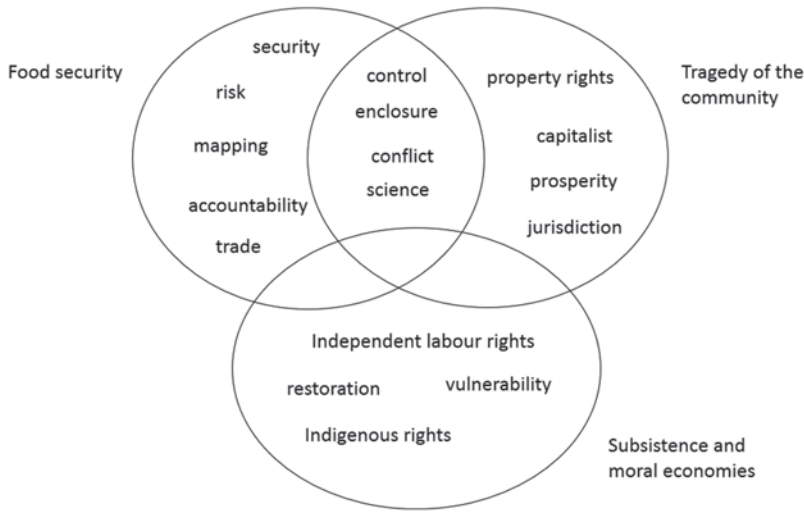 security
Food security
control
property rights
Tragedy of the
community
risk
enclosure
capitalist
mapping
conflict
prosperity
science
accountability
jurisdiction
trade
Independent labour rights
restoration
vulnerability
Indigenous rights
Subsistence and
moral economies